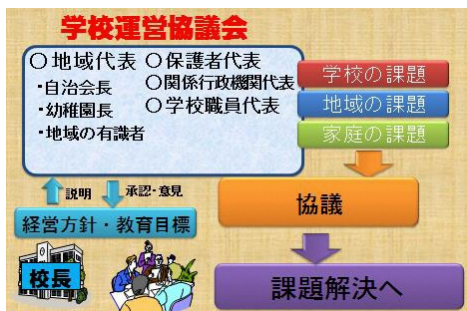 学校運営協議会
○地域代表
・自治会長
・幼稚園長
・地域の有識者
○保護者代表
○関係行政機関代表
○学校職員代表
学校の課題
地域の課題
家庭の課題
説明
承認・意見
経営方針・教育目標
校長
協議
課題解決へ